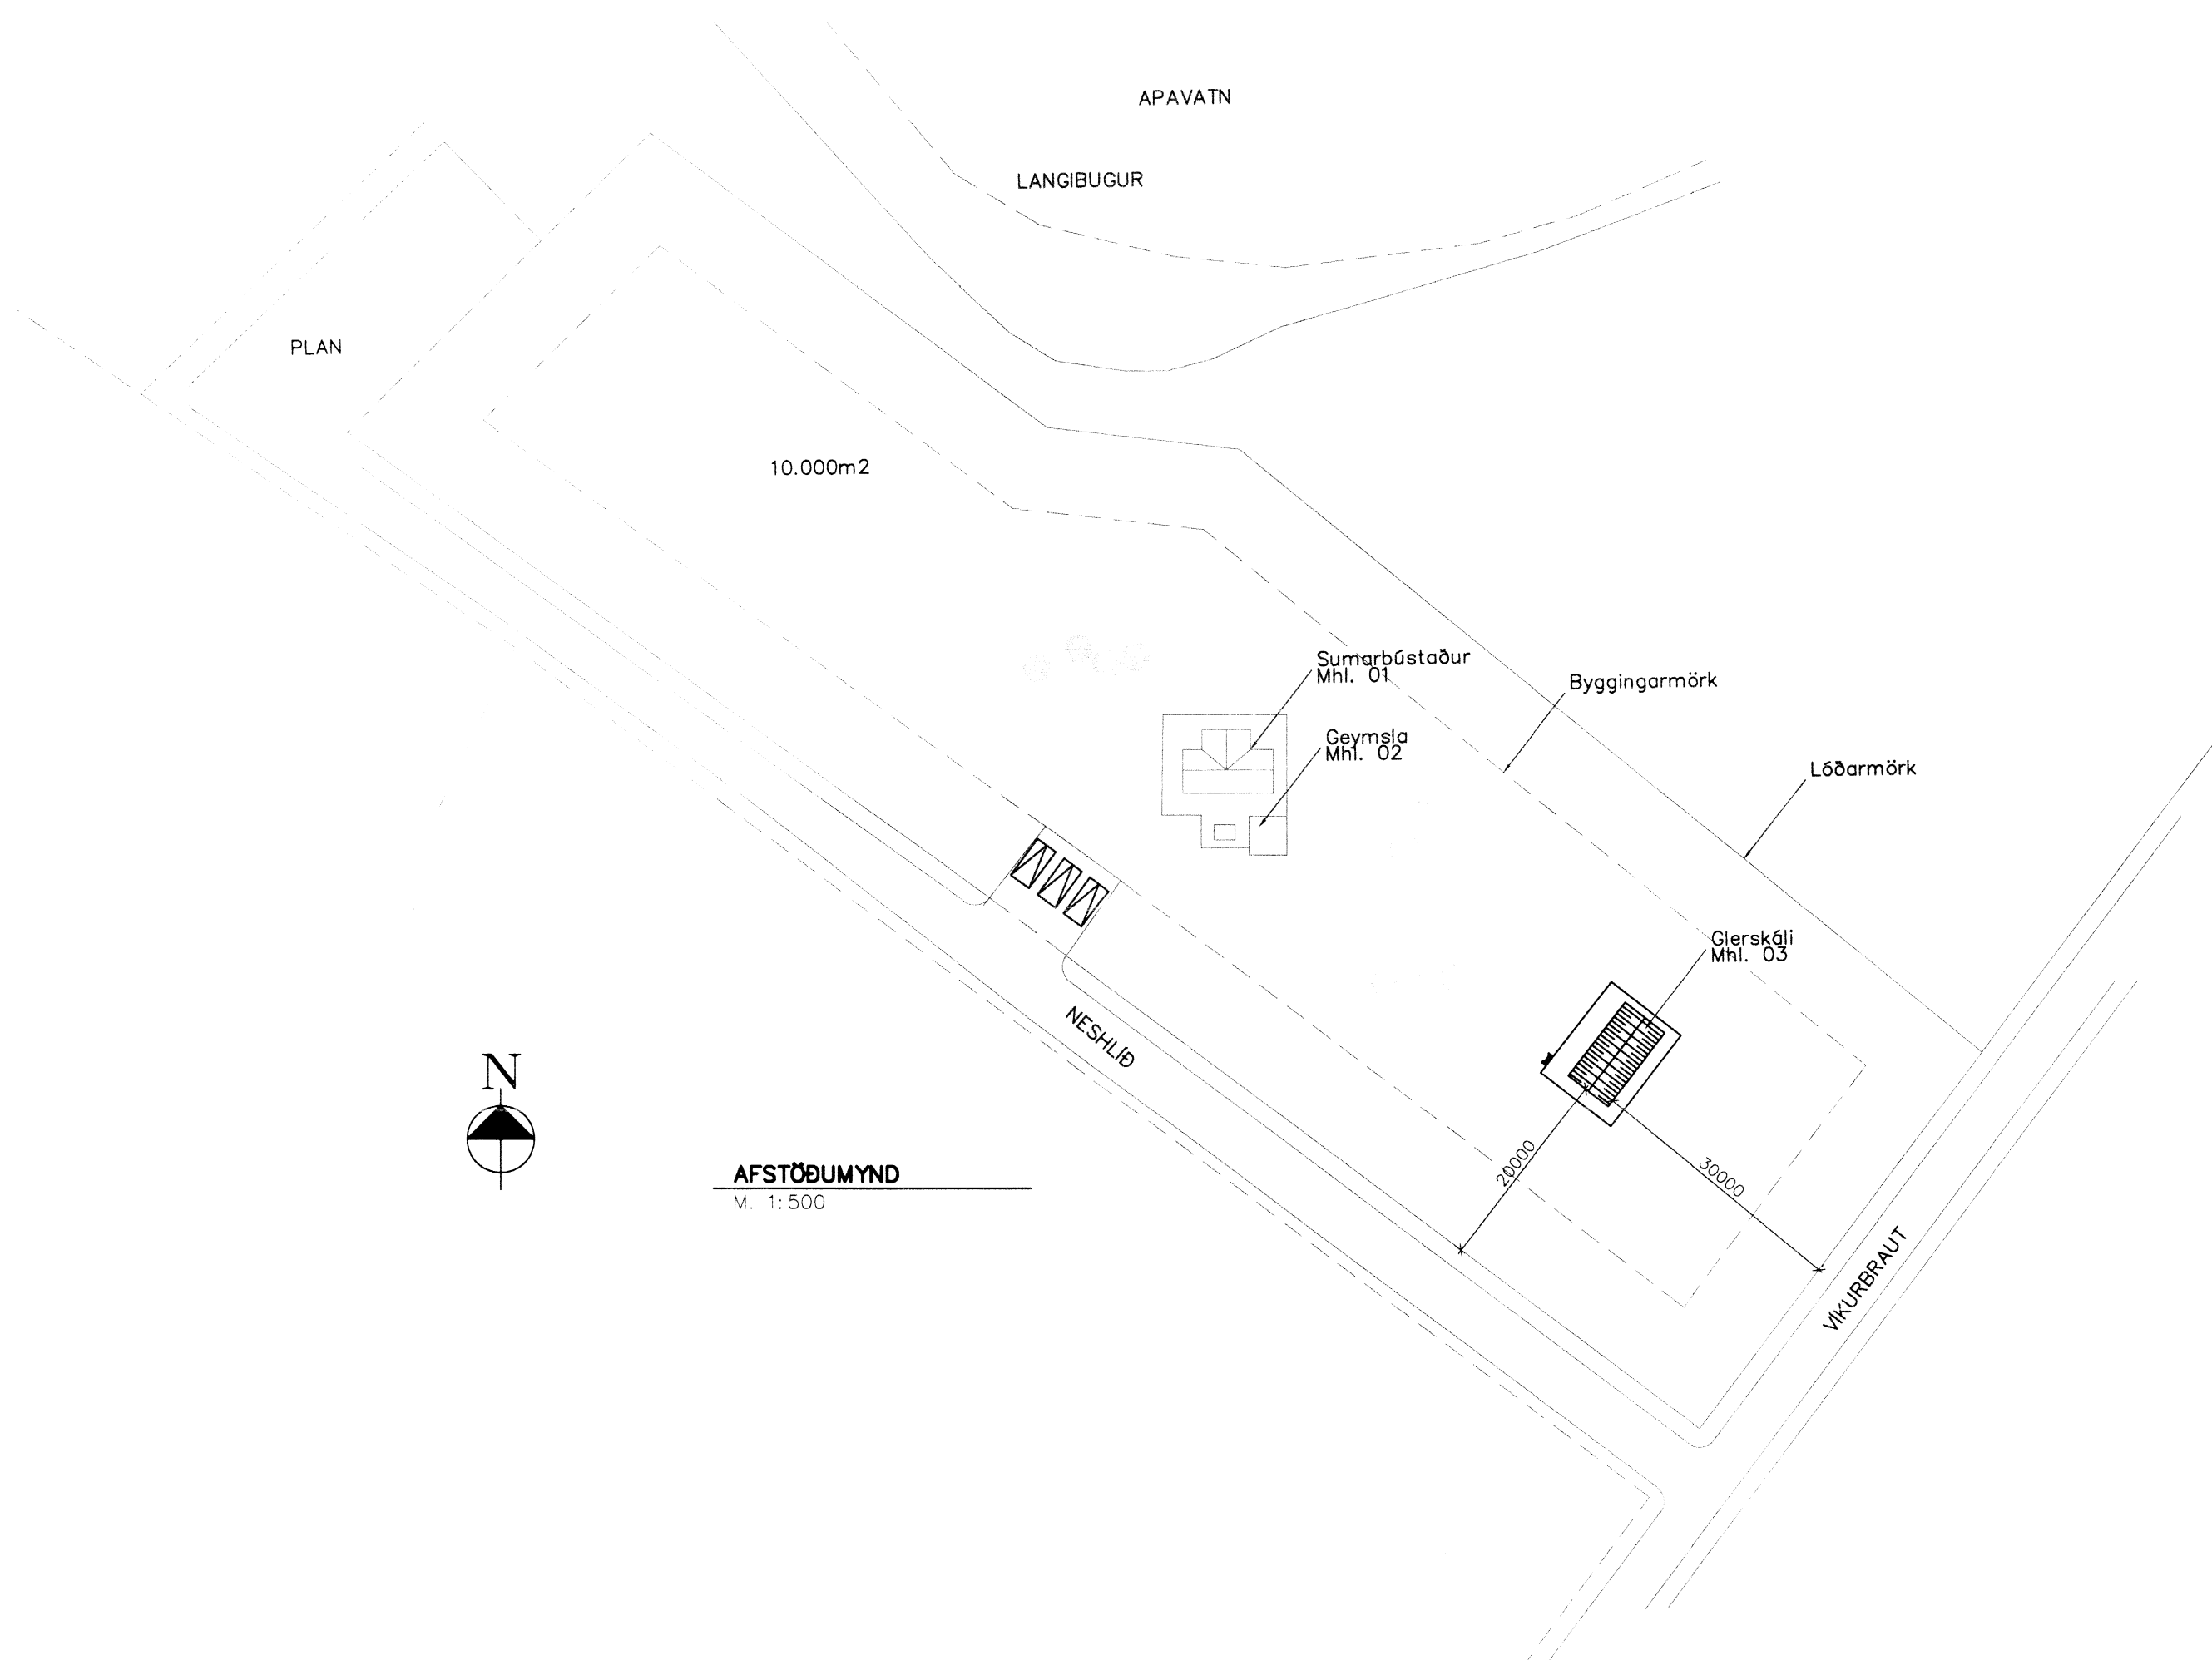 APAVATN
LANGIBUGUR
PLAN
10.000m2
Sumarbústaður
Mhl. 01
Byggingarmörk
Geymsla
Mhl. 02
Lóðarmörk
Glerskáli
Mhl. 03
NESHLÍÐ
N
20000
30000
AFSTÖÐUMYND
M. 1:500
VÍKURBRAUT